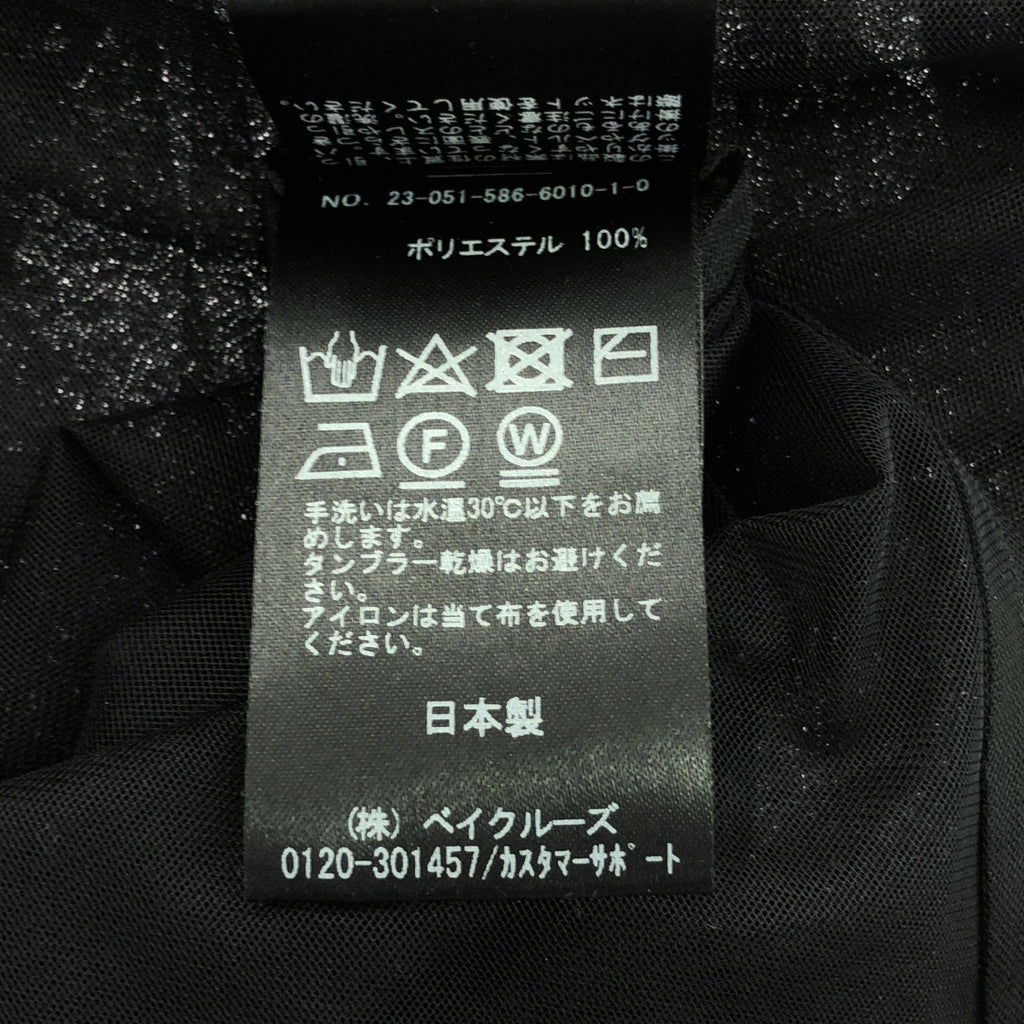 NO. 23-051-586-6010-1-0
ポリエステル 100%
F
W
手洗いは水温30℃以下をお薦
めします。
タンブラー乾燥はお避けくだ
さい。
アイロンは当て布を使用して
ください。
日本製
(株) ベイクルーズ
0120-301457/カスタマーサポート